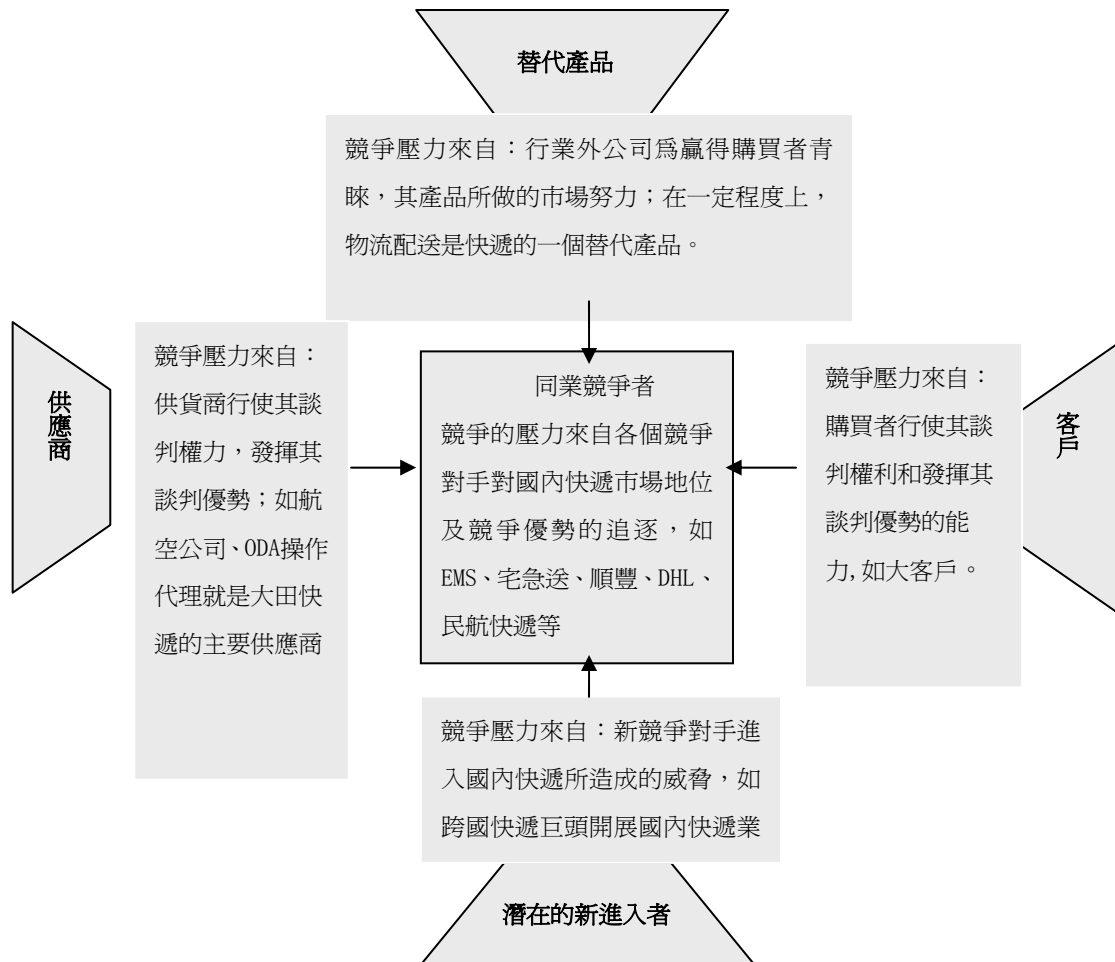 替代產品
競爭壓力來自：行業外公司爲贏得購買者青
睞，其產品所做的市場努力；在一定程度上，
物流配送是快遞的一個替代產品。
供應商
競爭壓力來自：
供貨商行使其談
判權力，發揮其
談判優勢；如航
空公司、ODA操作
代理就是大田快
遞的主要供應商
同業競爭者
競爭的壓力來自各個競爭
對手對國內快遞市場地位
及競爭優勢的追逐，如
EMS、宅急送、順豐、DHL、
民航快遞等
競爭壓力來自：
購買者行使其談
判權利和發揮其
談判優勢的能
力,如大客戶。
客戶
競爭壓力來自：新競爭對手進
入國內快遞所造成的威脅，如
跨國快遞巨頭開展國內快遞業
潛在的新進入者